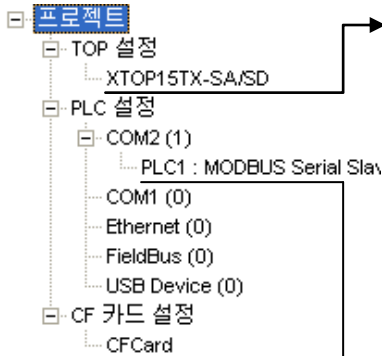 프로젝트
TOP 설정
XTOP15TX-SA/SD
PLC 설정
COM2 (1)
PLC1 : MODBUS Serial Slav
COM1 (0)
Ethernet (0)
FieldBus (0)
USB Device (0)
CF 카드 설정
CFCard